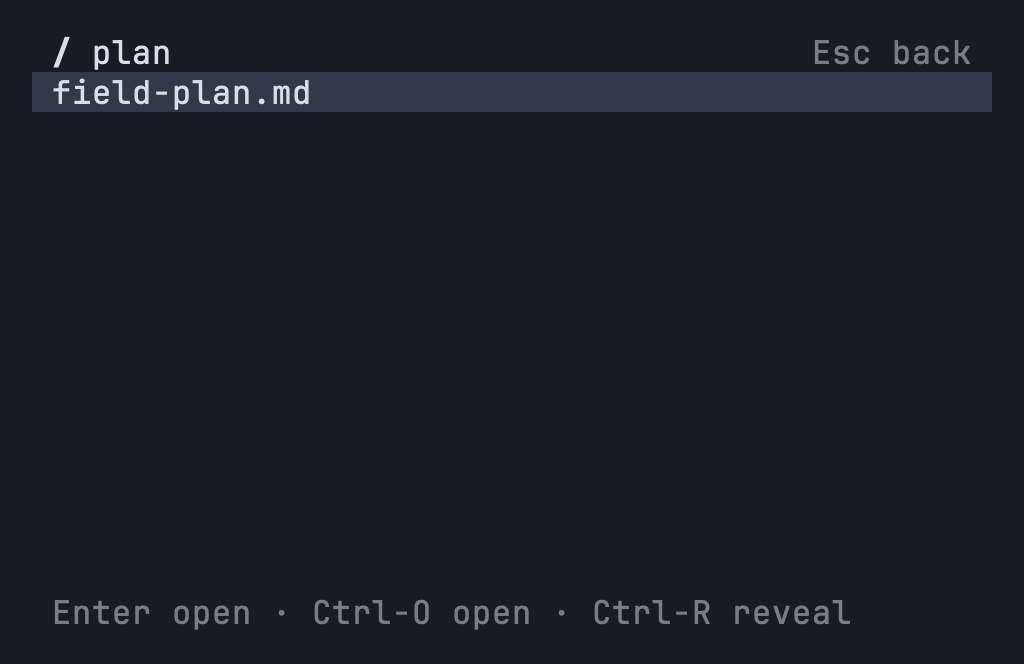 / plan Esc back
field-plan.md
Enter open · Ctrl-O open · Ctrl-R reveal